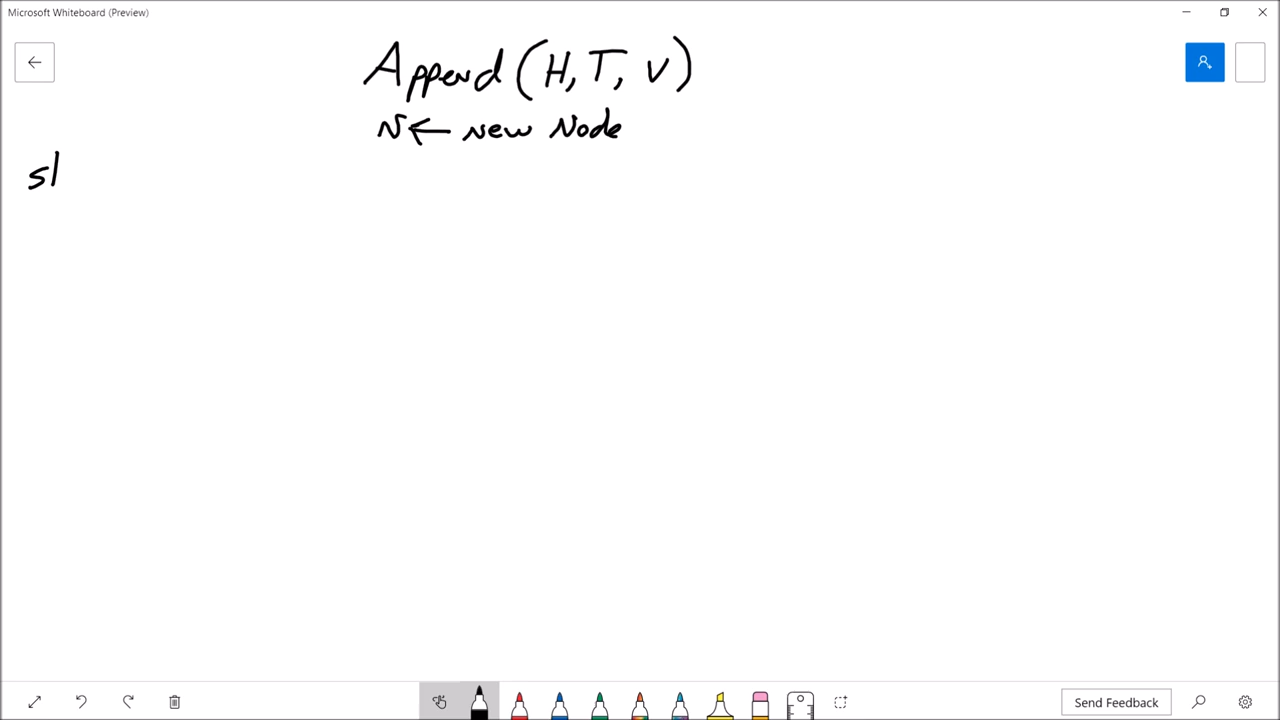 Microsoft Whiteboard (Preview)
Append (H, T, V)
N ← New Node
sl
Send Feedback